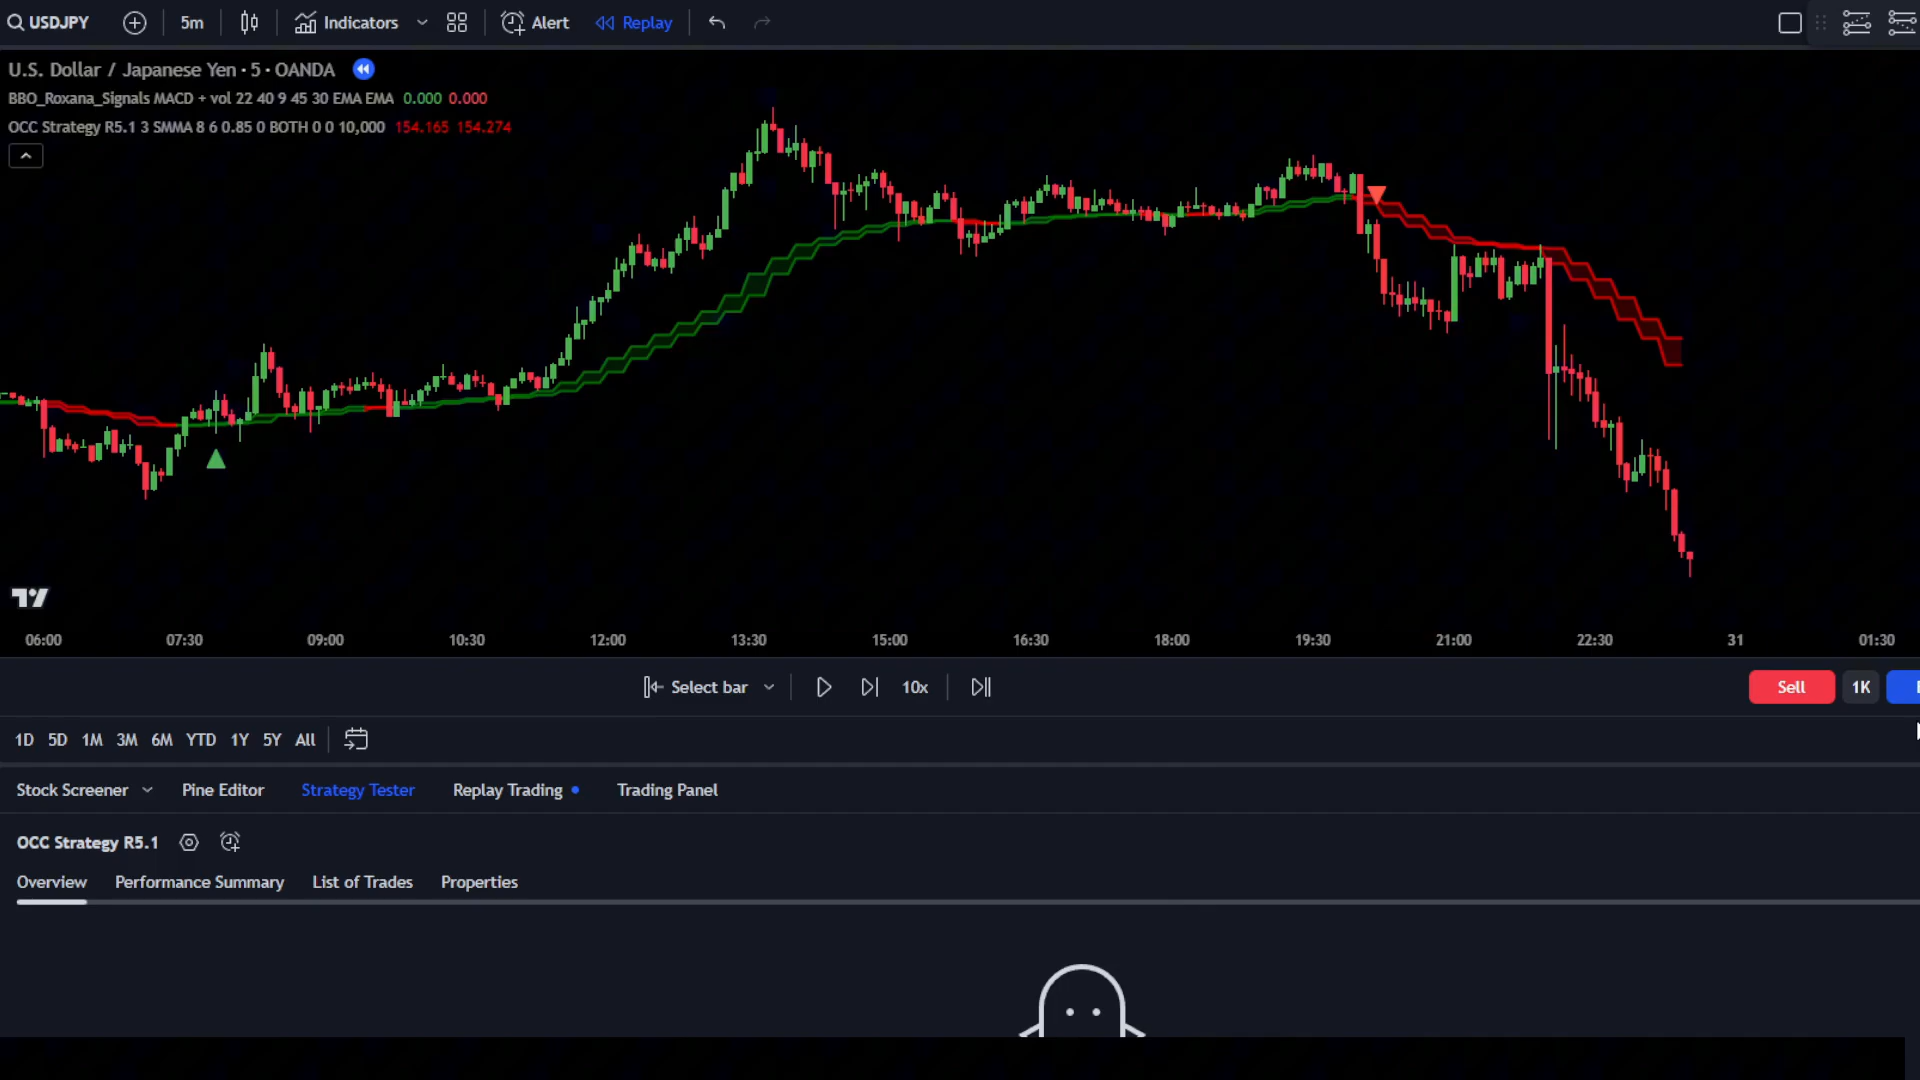 USDJPY 5m Indicators Alert Replay
U.S. Dollar / Japanese Yen · 5 · OANDA
BBO_Roxana_Signals MACD + vol 22 40 9 45 30 EMA EMA 0.000 0.000
OCC Strategy R5.1 3 SMMA 8 6 0.85 0 BOTH 0 0 10,000 154.165 154.274
06:00 07:30 09:00 10:30 12:00 13:30 15:00 16:30 18:00 19:30 21:00 22:30 31 01:30
Select bar 10x Sell 1K
1D 5D 1M 3M 6M YTD 1Y 5Y All
Stock Screener Pine Editor Strategy Tester Replay Trading Trading Panel
OCC Strategy R5.1
Overview Performance Summary List of Trades Properties